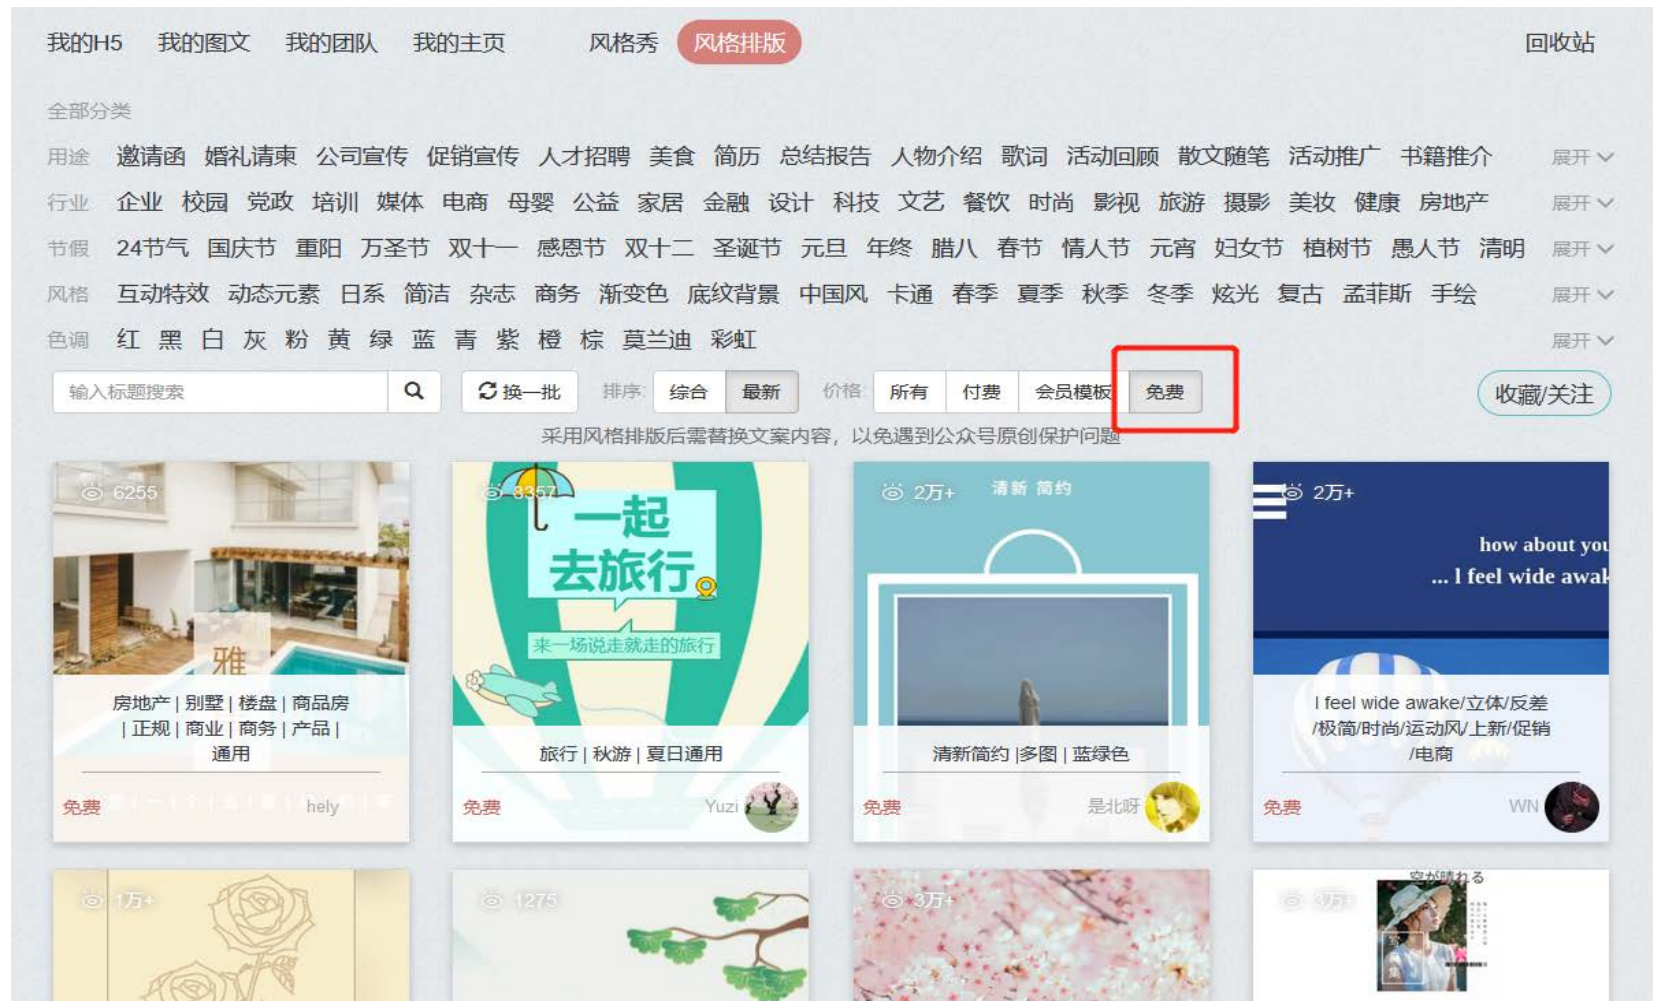 我的H5 我的图文 我的团队 我的主页 风格秀 风格排版 回收站
全部分类
用途 邀请函 婚礼请柬 公司宣传 促销宣传 人才招聘 美食 简历 总结报告 人物介绍 歌词 活动回顾 散文随笔 活动推广 书籍推介 展开
行业 企业 校园 党政 培训 媒体 电商 母婴 公益 家居 金融 设计 科技 文艺 餐饮 时尚 影视 旅游 摄影 美妆 健康 房地产 展开
节假 24节气 国庆节 重阳 万圣节 双十一 感恩节 双十二 圣诞节 元旦 年终 腊八 春节 情人节 元宵 妇女节 植树节 愚人节 清明 展开
风格 互动特效 动态元素 日系 简洁 杂志 商务 渐变色 底纹背景 中国风 卡通 春季 夏季 秋季 冬季 炫光 复古 孟菲斯 手绘 展开
色调 红 黑 白 灰 粉 黄 绿 蓝 青 紫 橙 棕 莫兰迪 彩虹 展开
输入标题搜索 换一批 排序: 综合 最新 价格: 所有 付费 会员模板 免费 收藏/关注
采用风格排版后需替换文案内容，以免遇到公众号原创保护问题
6255
雅
房地产 | 别墅 | 楼盘 | 商品房
| 正规 | 商业 | 商务 | 产品 |
通用
免费 hely
8357
一起
去旅行
来一场说走就走的旅行
旅行 | 秋游 | 夏日通用
免费 Yuzi
2万+ 清新 简约
清新简约 |多图 | 蓝绿色
免费 是北呀
2万+
how about you
... I feel wide awak
I feel wide awake/立体/反差
/极简/时尚/运动风/上新/促销
/电商
免费 WN
1万+
1275
3万+
3万+
空が晴れる
写真集